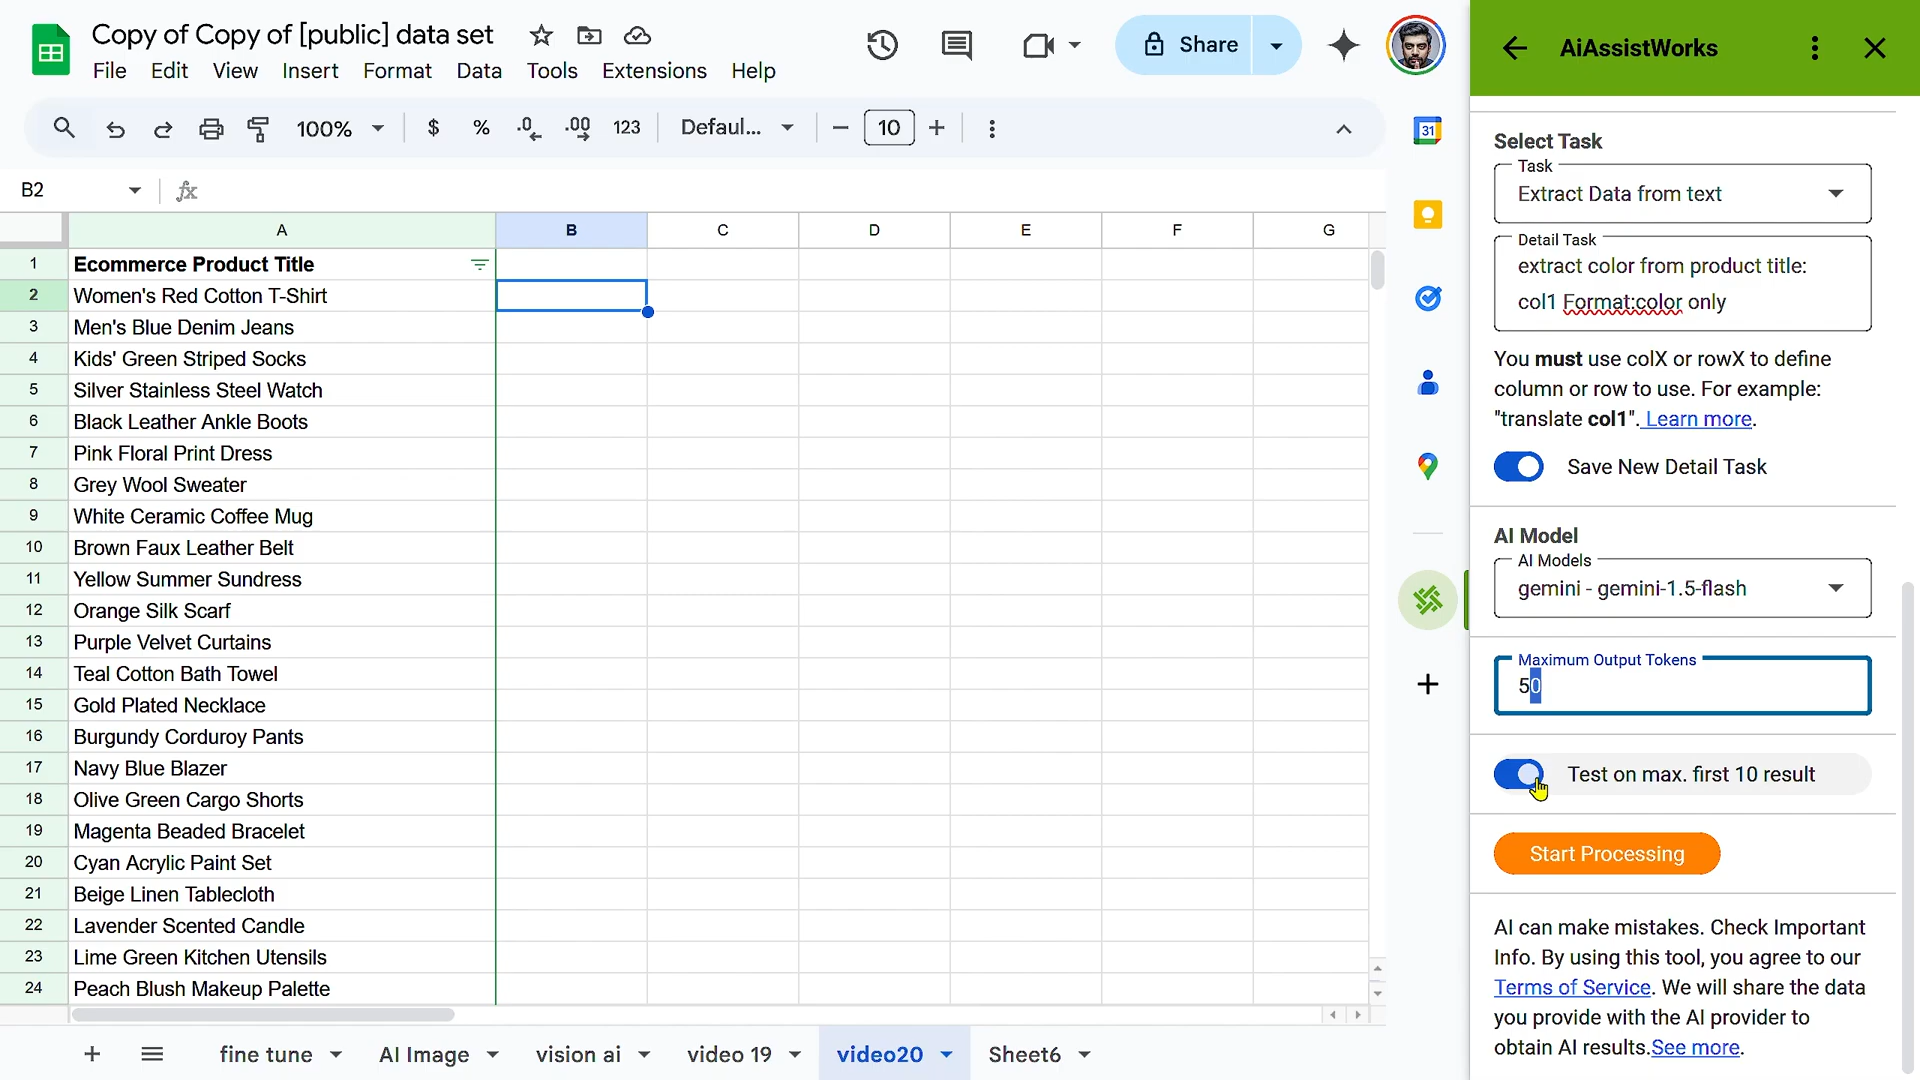 Copy of Copy of [public] data set
File Edit View Insert Format Data Tools Extensions Help
Share
AiAssistWorks
100% $ % .0 .00 123 Defaul... 10
31
B2 fx
A B C D E F G
1 Ecommerce Product Title
2 Women's Red Cotton T-Shirt
3 Men's Blue Denim Jeans
4 Kids' Green Striped Socks
5 Silver Stainless Steel Watch
6 Black Leather Ankle Boots
7 Pink Floral Print Dress
8 Grey Wool Sweater
9 White Ceramic Coffee Mug
10 Brown Faux Leather Belt
11 Yellow Summer Sundress
12 Orange Silk Scarf
13 Purple Velvet Curtains
14 Teal Cotton Bath Towel
15 Gold Plated Necklace
16 Burgundy Corduroy Pants
17 Navy Blue Blazer
18 Olive Green Cargo Shorts
19 Magenta Beaded Bracelet
20 Cyan Acrylic Paint Set
21 Beige Linen Tablecloth
22 Lavender Scented Candle
23 Lime Green Kitchen Utensils
24 Peach Blush Makeup Palette
fine tune AI Image vision ai video 19 video20 Sheet6
Select Task
Task
Extract Data from text
Detail Task
extract color from product title:
col1 Format:color only
You must use colX or rowX to define
column or row to use. For example:
"translate col1". Learn more.
Save New Detail Task
AI Model
AI Models
gemini - gemini-1.5-flash
Maximum Output Tokens
50
Test on max. first 10 result
Start Processing
AI can make mistakes. Check Important
Info. By using this tool, you agree to our
Terms of Service. We will share the data
you provide with the AI provider to
obtain AI results.See more.